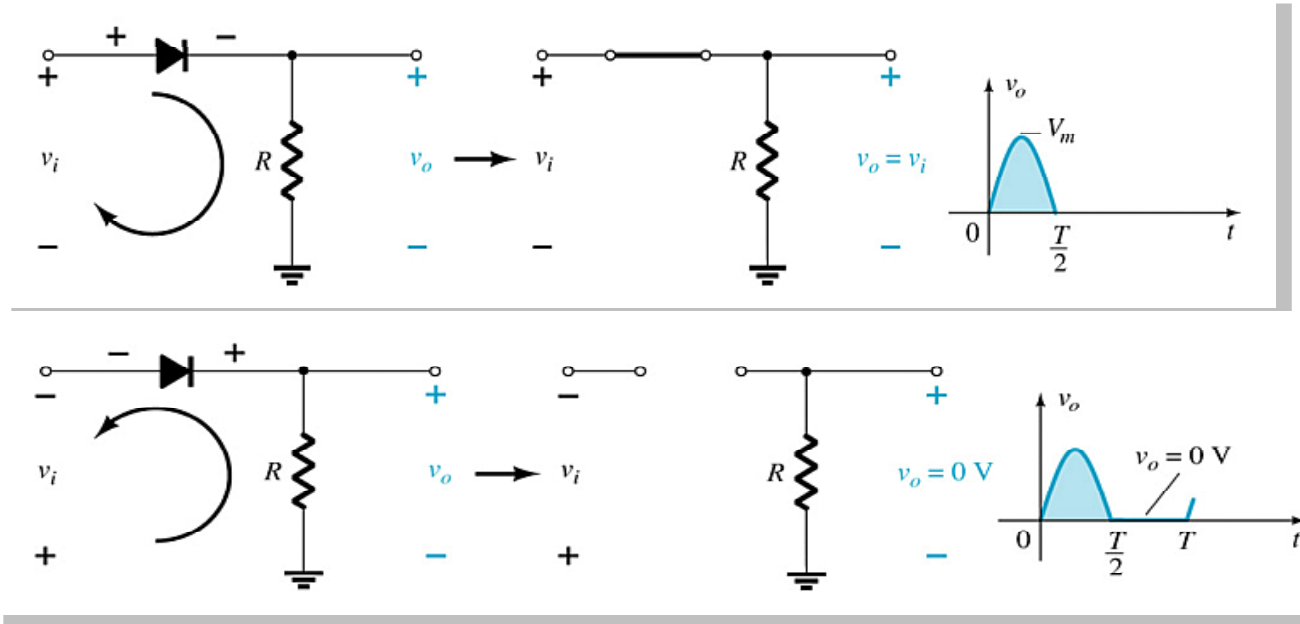 + −
+ + + +
v_i R v_o v_i R v_o = v_i
− − − −
v_o
V_m
0 T/2 t
− +
− + − +
v_i R v_o v_i R v_o = 0 V
+ − + −
v_o
v_o = 0 V
0 T/2 T t